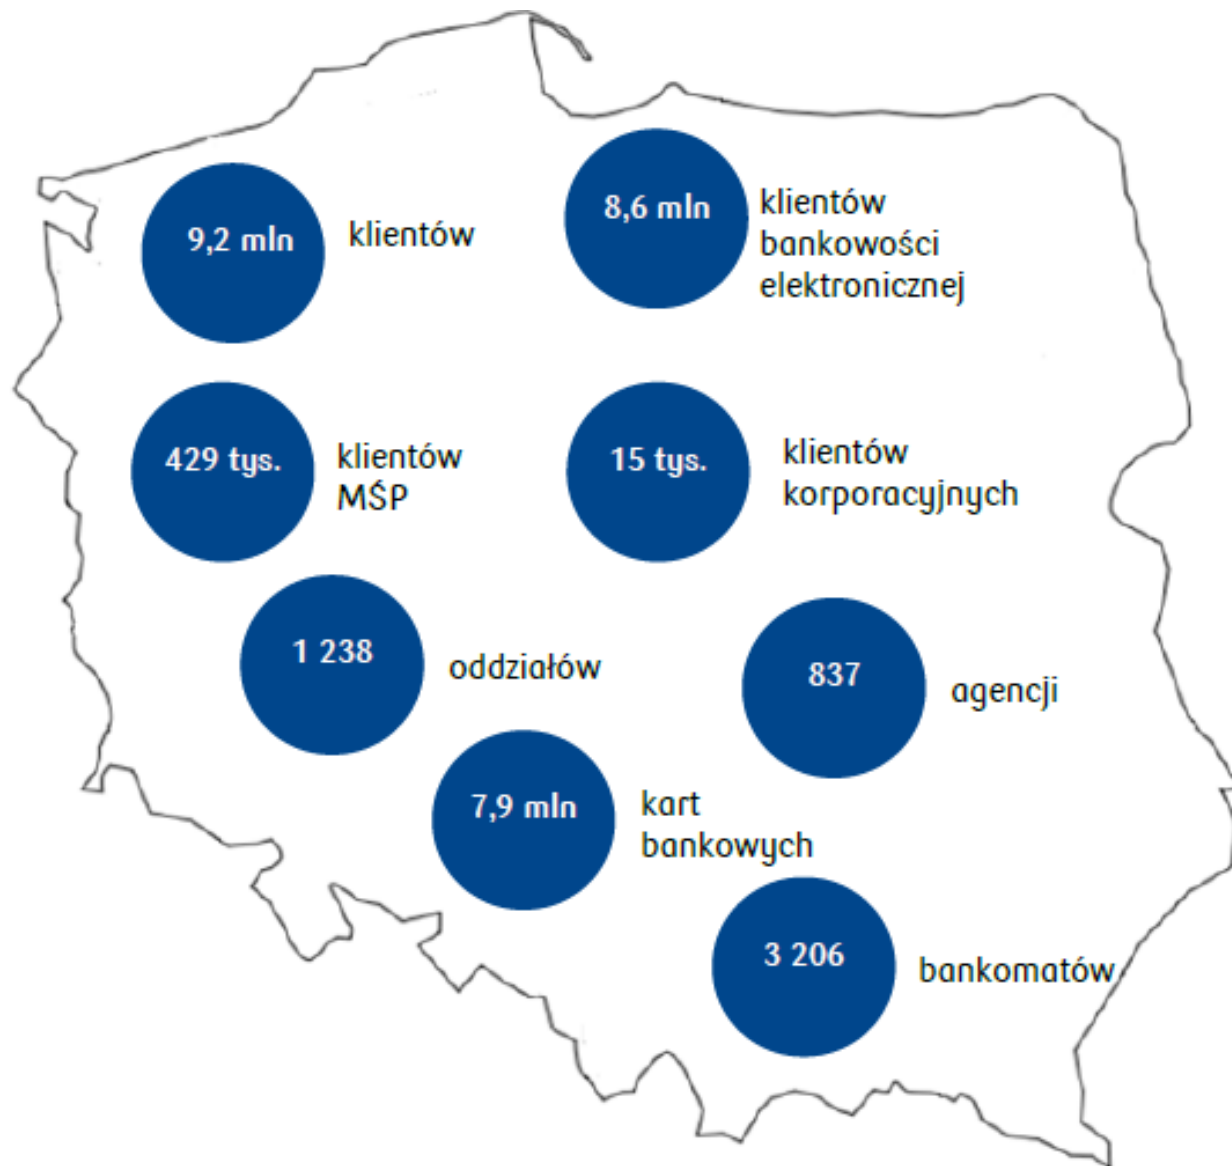 9,2 mln
klientów
8,6 mln
klientów
bankowości
elektronicznej
429 tys.
klientów
MŚP
15 tys.
klientów
korporacyjnych
1 238
oddziałów
837
agencji
7,9 mln
kart
bankowych
3 206
bankomatów